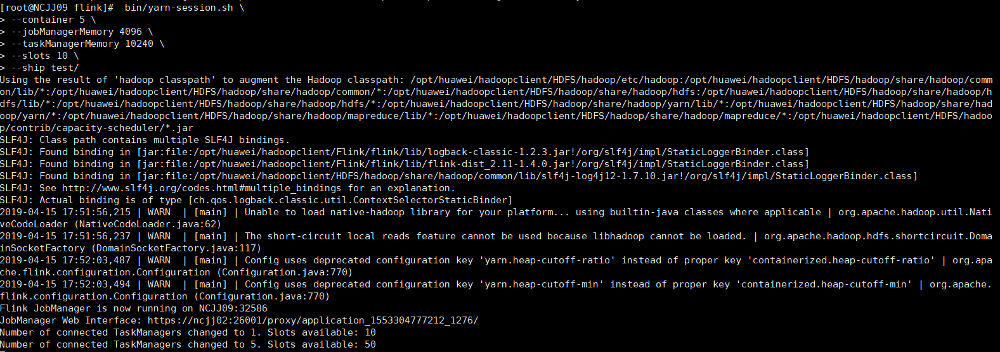 [root@NCJJ09 flink]#  bin/yarn-session.sh \
> --container 5 \
> --jobManagerMemory 4096 \
> --taskManagerMemory 10240 \
> --slots 10 \
> --ship test/
Using the result of 'hadoop classpath' to augment the Hadoop classpath: /opt/huawei/hadoopclient/HDFS/hadoop/etc/hadoop:/opt/huawei/hadoopclient/HDFS/hadoop/share/hadoop/comm
on/lib/*:/opt/huawei/hadoopclient/HDFS/hadoop/share/hadoop/common/*:/opt/huawei/hadoopclient/HDFS/hadoop/share/hadoop/hdfs:/opt/huawei/hadoopclient/HDFS/hadoop/share/hadoop/h
dfs/lib/*:/opt/huawei/hadoopclient/HDFS/hadoop/share/hadoop/hdfs/*:/opt/huawei/hadoopclient/HDFS/hadoop/share/hadoop/yarn/lib/*:/opt/huawei/hadoopclient/HDFS/hadoop/share/had
oop/yarn/*:/opt/huawei/hadoopclient/HDFS/hadoop/share/hadoop/mapreduce/lib/*:/opt/huawei/hadoopclient/HDFS/hadoop/share/hadoop/mapreduce/*:/opt/huawei/hadoopclient/HDFS/hadoo
p/contrib/capacity-scheduler/*.jar
SLF4J: Class path contains multiple SLF4J bindings.
SLF4J: Found binding in [jar:file:/opt/huawei/hadoopclient/Flink/flink/lib/logback-classic-1.2.3.jar!/org/slf4j/impl/StaticLoggerBinder.class]
SLF4J: Found binding in [jar:file:/opt/huawei/hadoopclient/Flink/flink/lib/flink-dist_2.11-1.4.0.jar!/org/slf4j/impl/StaticLoggerBinder.class]
SLF4J: Found binding in [jar:file:/opt/huawei/hadoopclient/HDFS/hadoop/share/hadoop/common/lib/slf4j-log4j12-1.7.10.jar!/org/slf4j/impl/StaticLoggerBinder.class]
SLF4J: See http://www.slf4j.org/codes.html#multiple_bindings for an explanation.
SLF4J: Actual binding is of type [ch.qos.logback.classic.util.ContextSelectorStaticBinder]
2019-04-15 17:51:56,215 | WARN  | [main] | Unable to load native-hadoop library for your platform... using builtin-java classes where applicable | org.apache.hadoop.util.Nati
veCodeLoader (NativeCodeLoader.java:62)
2019-04-15 17:51:56,237 | WARN  | [main] | The short-circuit local reads feature cannot be used because libhadoop cannot be loaded. | org.apache.hadoop.hdfs.shortcircuit.Doma
inSocketFactory (DomainSocketFactory.java:117)
2019-04-15 17:52:03,487 | WARN  | [main] | Config uses deprecated configuration key 'yarn.heap-cutoff-ratio' instead of proper key 'containerized.heap-cutoff-ratio' | org.apa
che.flink.configuration.Configuration (Configuration.java:770)
2019-04-15 17:52:03,494 | WARN  | [main] | Config uses deprecated configuration key 'yarn.heap-cutoff-min' instead of proper key 'containerized.heap-cutoff-min' | org.apache.
flink.configuration.Configuration (Configuration.java:770)
Flink JobManager is now running on NCJJ09:32586
JobManager Web Interface: https://ncjj02:26001/proxy/application_1553304777212_1276/
Number of connected TaskManagers changed to 1. Slots available: 10
Number of connected TaskManagers changed to 5. Slots available: 50